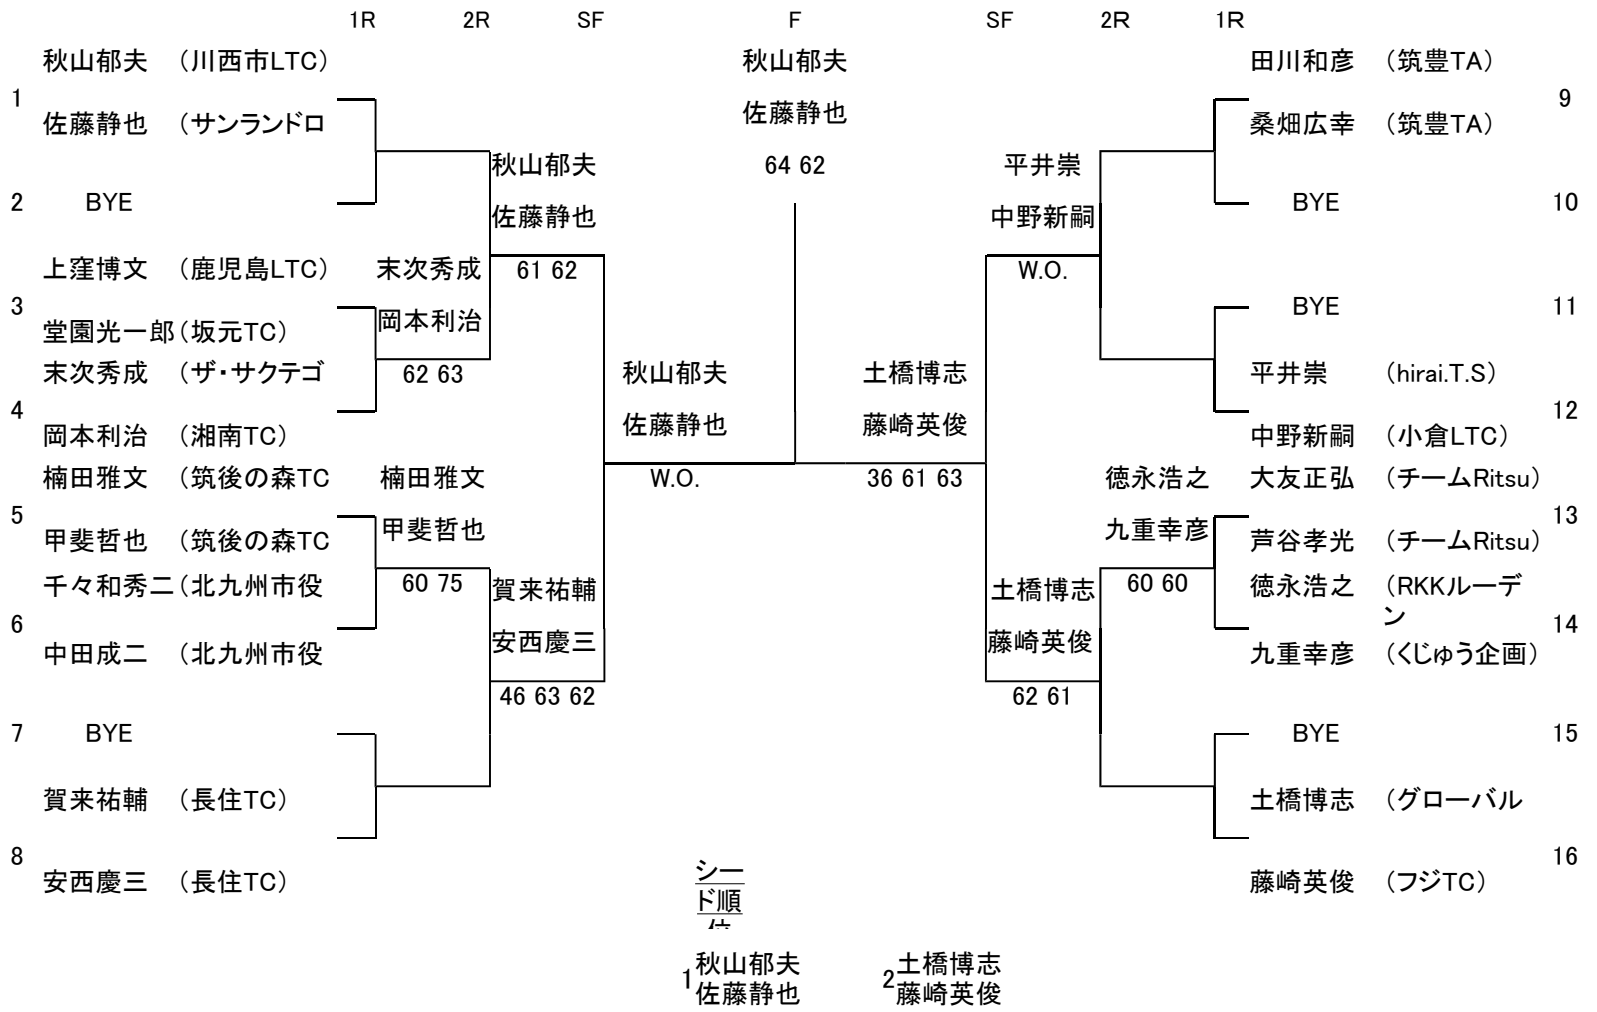 1R 2R SF F SF 2R 1R
秋山郁夫 （川西市LTC） 秋山郁夫 田川和彦 （筑豊TA）
1 9
佐藤静也 （サンランドロ 佐藤静也 桑畑広幸 （筑豊TA）
秋山郁夫 64 62 平井崇
2 BYE BYE 10
佐藤静也 中野新嗣
上窪博文 （鹿児島LTC） 末次秀成 61 62 W.O.
3 BYE 11
堂園光一郎（坂元TC） 岡本利治
末次秀成 （ザ・サクテゴ 62 63 秋山郁夫 土橋博志 平井崇 （hirai.T.S）
4 12
岡本利治 （湘南TC） 佐藤静也 藤崎英俊 中野新嗣 （小倉LTC）
楠田雅文 （筑後の森TC 楠田雅文 W.O. 36 61 63 徳永浩之 大友正弘 （チームRitsu）
5 13
甲斐哲也 （筑後の森TC 甲斐哲也 九重幸彦 芦谷孝光 （チームRitsu）
千々和秀二（北九州市役 60 75 賀来祐輔 土橋博志 60 60 徳永浩之 （RKKルーデ
ン
6 14
中田成二 （北九州市役 安西慶三 藤崎英俊 九重幸彦 （くじゅう企画）
46 63 62 62 61
7 BYE BYE 15
賀来祐輔 （長住TC） 土橋博志 （グローバル
8 16
安西慶三 （長住TC） 藤崎英俊 （フジTC）
シー
ド順
1 秋山郁夫 2 土橋博志
佐藤静也 藤崎英俊